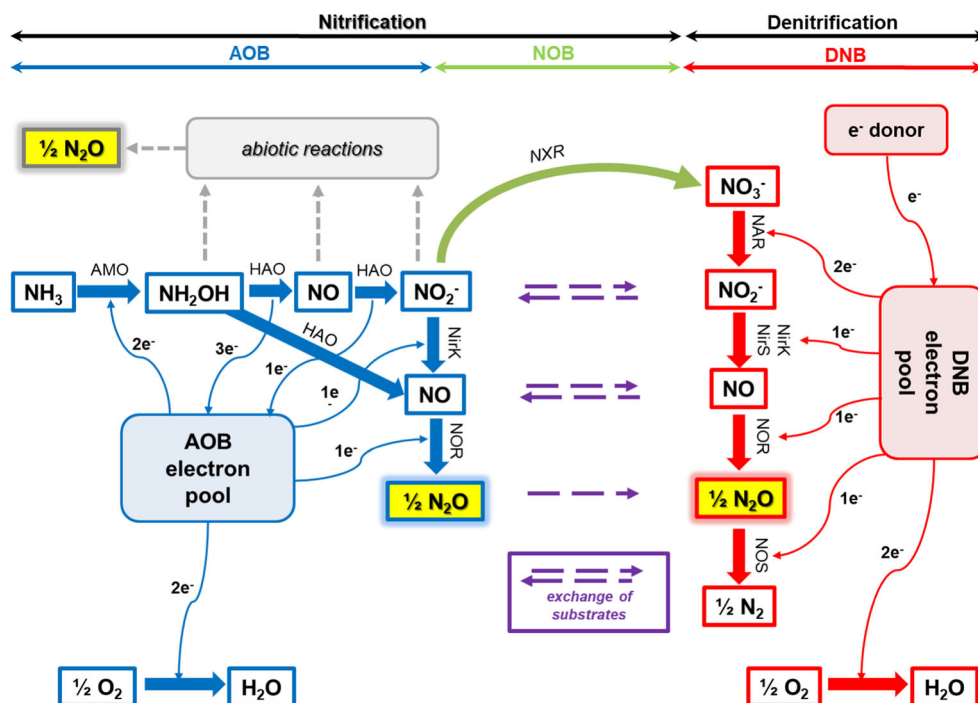 Nitrification
Denitrification
AOB
NOB
DNB
½ N₂O
abiotic reactions
NXR
e⁻ donor
e⁻
NO₃⁻
NAR
2e⁻
NH₃
AMO
NH₂OH
HAO
NO
HAO
NO₂⁻
NO₂⁻
2e⁻
3e⁻
HAO
1e⁻
1e⁻
NirK
NirS
NirK
1e⁻
DNB
electron
pool
NO
NO
AOB
electron
pool
1e⁻
NOR
NOR
1e⁻
½ N₂O
½ N₂O
1e⁻
NOS
2e⁻
2e⁻
exchange of
substrates
½ N₂
½ O₂
H₂O
½ O₂
H₂O